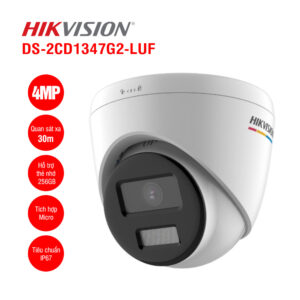 HIKVISION
DS-2CD1347G2-LUF
4MP
Quan sát xa
30m
Hỗ trợ
thẻ nhớ
256GB
Tích hợp
Micro
Tiêu chuẩn
IP67
HIKVISION